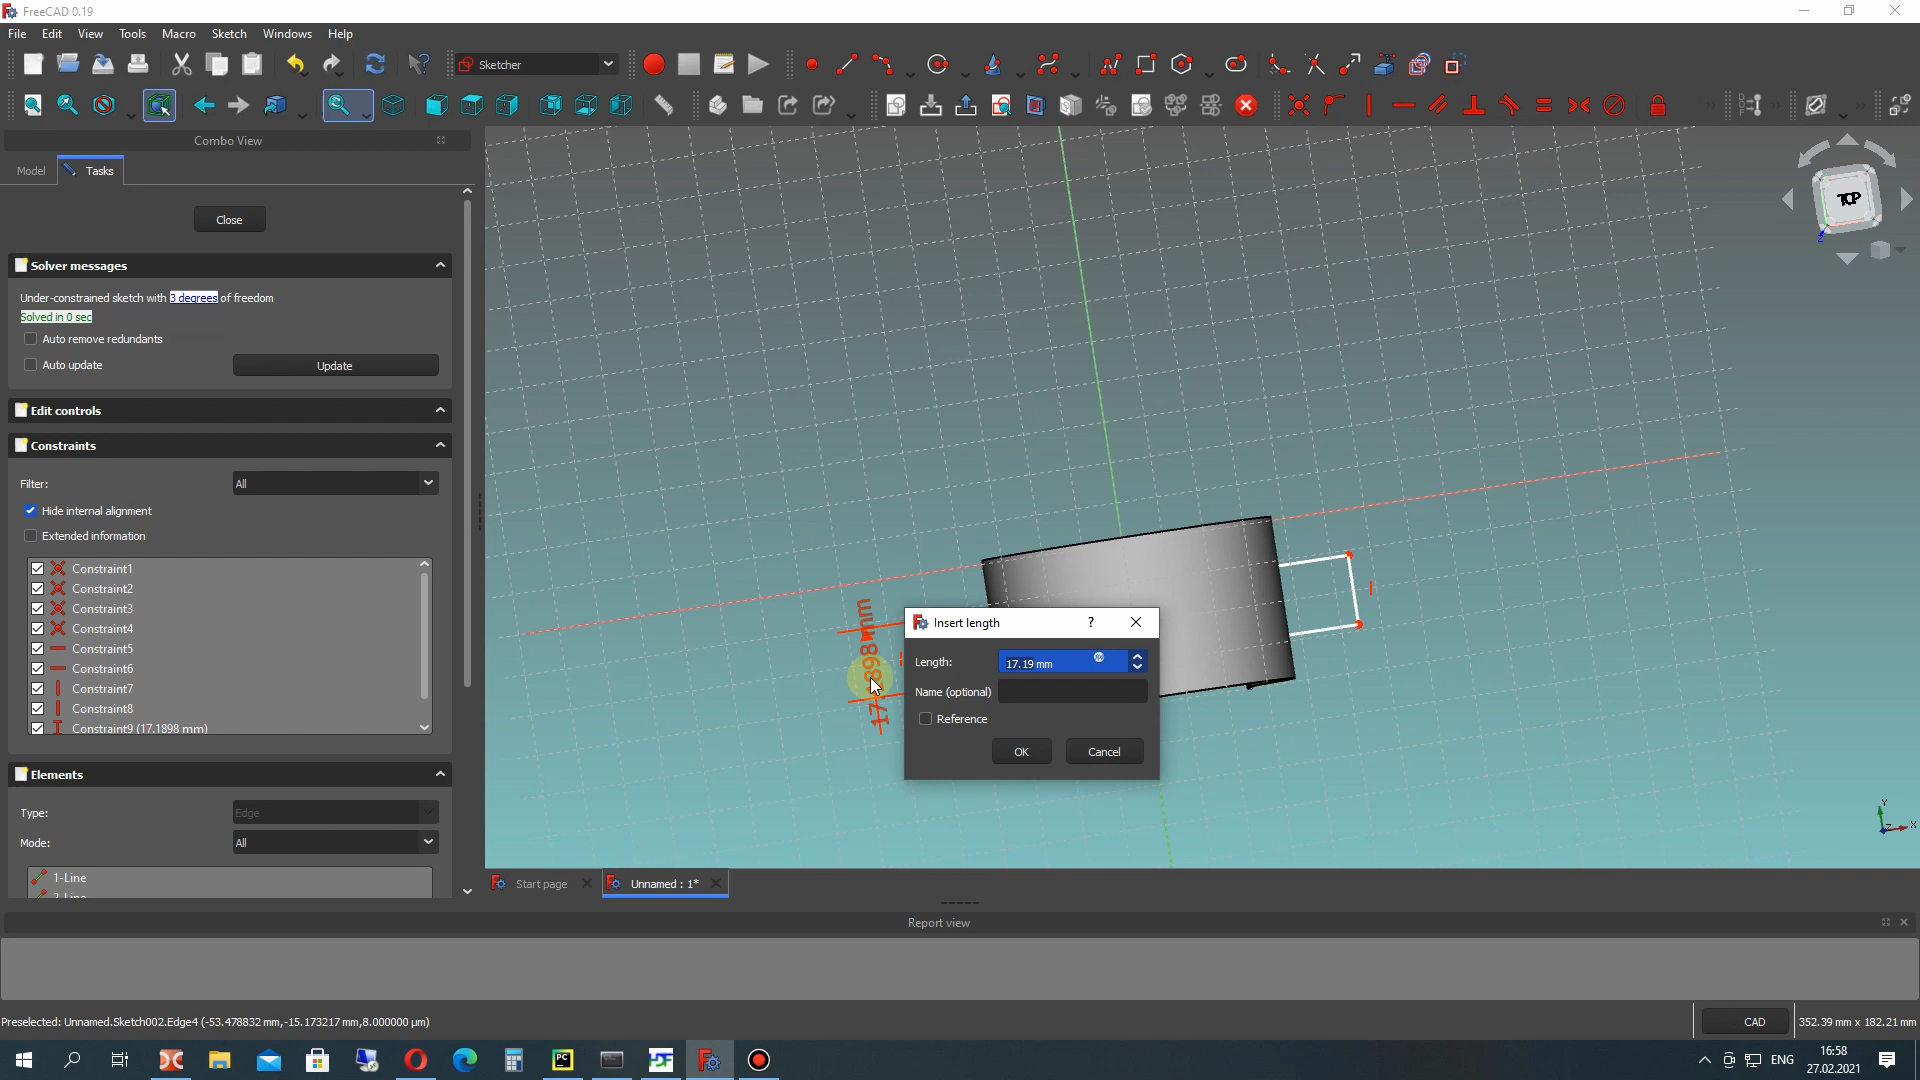 FreeCAD 0.19
File Edit View Tools Macro Sketch Windows Help
Sketcher
Combo View
Model Tasks
Close
Solver messages
Under-constrained sketch with 3 degrees of freedom
Solved in 0 sec
Auto remove redundants
Auto update Update
Edit controls
Constraints
Filter: All
Hide internal alignment
Extended information
Constraint1
Constraint2
Constraint3
Constraint4
Constraint5
Constraint6
Constraint7
Constraint8
Constraint9 (17.1898 mm)
Elements
Type: Edge
Mode: All
1-Line
2-Line
TOP
Z
Insert length ?
Length: 17.19 mm
Name (optional)
Reference
OK Cancel
Y
Z X
Start page Unnamed : 1*
Report view
Preselected: Unnamed.Sketch002.Edge4 (-53.478832 mm,-15.173217 mm,8.000000 µm)
CAD 352.39 mm x 182.21 mm
PC
ENG
16:58
27.02.2021